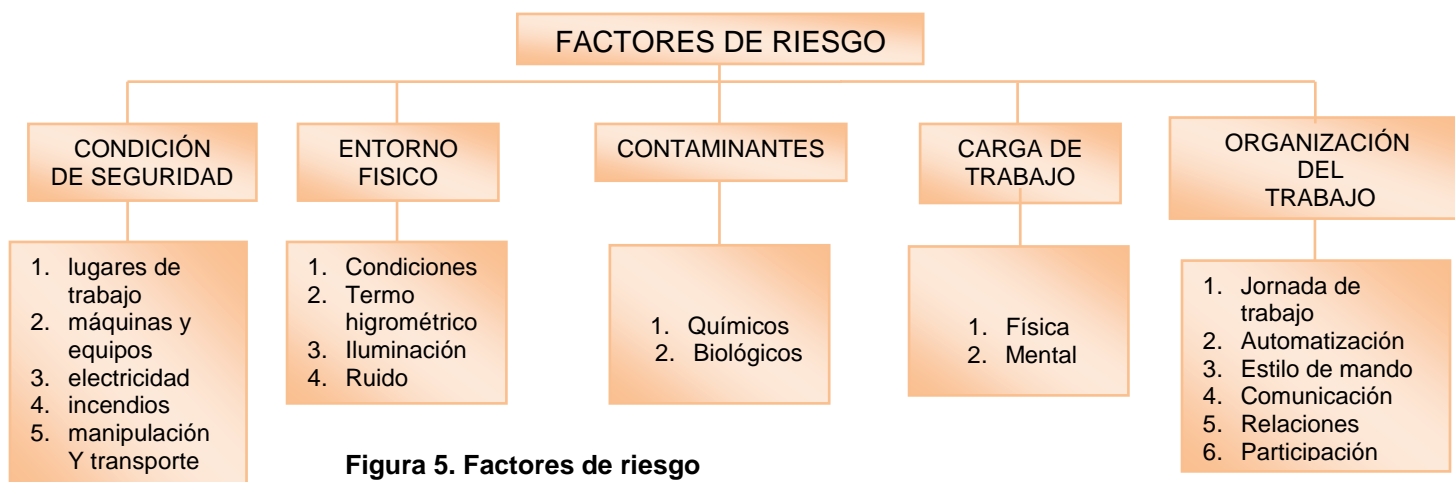 FACTORES DE RIESGO
CONDICIÓN
DE SEGURIDAD
ENTORNO
FISICO
CONTAMINANTES
CARGA DE
TRABAJO
ORGANIZACIÓN
DEL
TRABAJO
1. lugares de
trabajo
2. máquinas y
equipos
3. electricidad
4. incendios
5. manipulación
Y transporte
1. Condiciones
2. Termo
higrométrico
3. Iluminación
4. Ruido
1. Químicos
2. Biológicos
1. Física
2. Mental
1. Jornada de
trabajo
2. Automatización
3. Estilo de mando
4. Comunicación
5. Relaciones
6. Participación
Figura 5. Factores de riesgo